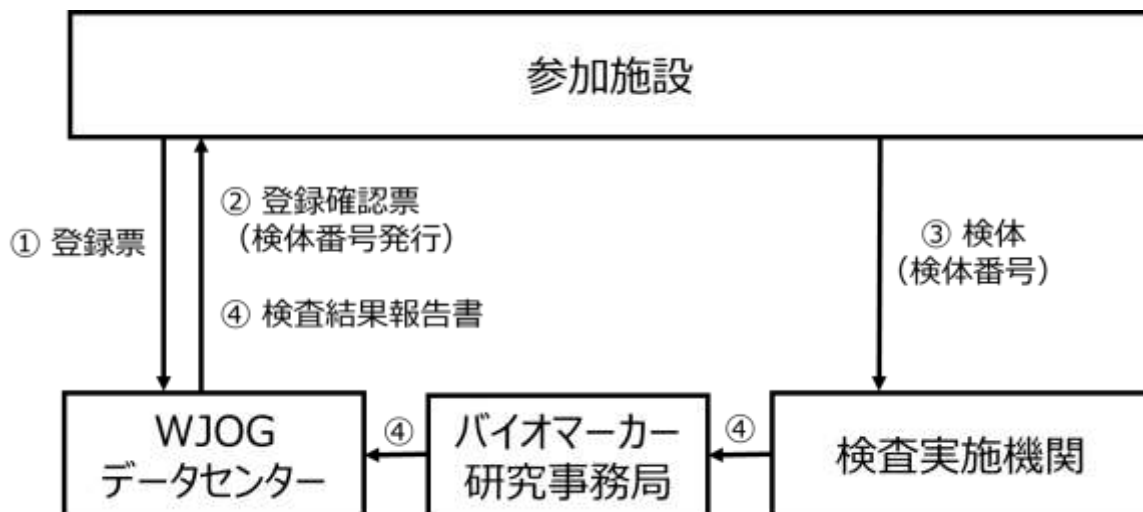 参加施設
① 登録票
② 登録確認票
（検体番号発行）
④ 検査結果報告書
③ 検体
（検体番号）
WJOG
データセンター
④
バイオマーカー
研究事務局
④
検査実施機関